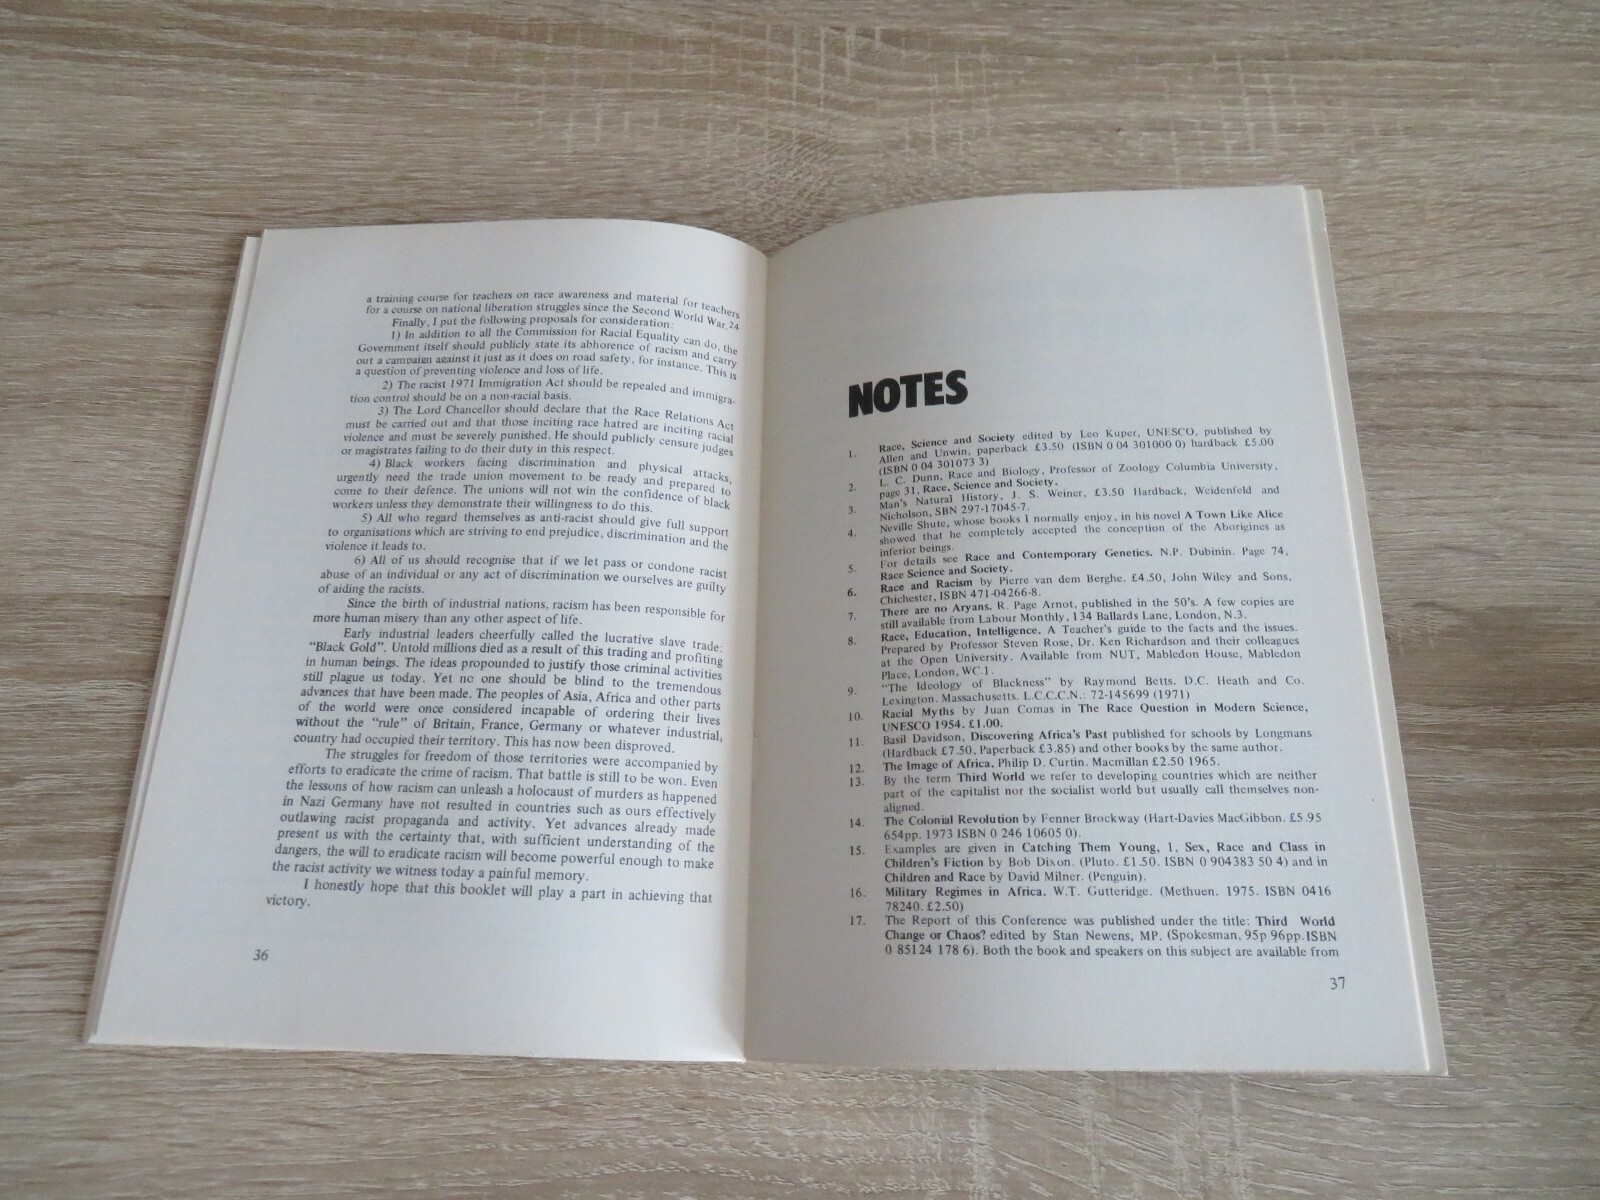 a training course for teachers on race awareness and material for teachers
for a course on national liberation struggles since the Second World War.24
Finally, I put the following proposals for consideration:
1) In addition to all the Commission for Racial Equality can do, the
Government itself should publicly state its abhorence of racism and carry
out a campaign against it just as it does on road safety, for instance. This is
a question of preventing violence and loss of life.
2) The racist 1971 Immigration Act should be repealed and immigra-
tion control should be on a non-racial basis.
3) The Lord Chancellor should declare that the Race Relations Act
must be carried out and that those inciting race hatred are inciting racial
violence and must be severely punished. He should publicly censure judges
or magistrates failing to do their duty in this respect.
4) Black workers facing discrimination and physical attacks,
urgently need the trade union movement to be ready and prepared to
come to their defence. The unions will not win the confidence of black
workers unless they demonstrate their willingness to do this.
5) All who regard themselves as anti-racist should give full support
to organisations which are striving to end prejudice, discrimination and the
violence it leads to.
6) All of us should recognise that if we let pass or condone racist
abuse of an individual or any act of discrimination we ourselves are guilty
of aiding the racists.
Since the birth of industrial nations, racism has been responsible for
more human misery than any other aspect of life.
Early industrial leaders cheerfully called the lucrative slave trade:
"Black Gold". Untold millions died as a result of this trading and profiting
in human beings. The ideas propounded to justify those criminal activities
still plague us today. Yet no one should be blind to the tremendous
advances that have been made. The peoples of Asia, Africa and other parts
of the world were once considered incapable of ordering their lives
without the "rule" of Britain, France, Germany or whatever industrial,
country had occupied their territory. This has now been disproved.
The struggles for freedom of those territories were accompanied by
efforts to eradicate the crime of racism. That battle is still to be won. Even
the lessons of how racism can unleash a holocaust of murders as happened
in Nazi Germany have not resulted in countries such as ours effectively
outlawing racist propaganda and activity. Yet advances already made
present us with the certainty that, with sufficient understanding of the
dangers, the will to eradicate racism will become powerful enough to make
the racist activity we witness today a painful memory.
I honestly hope that this booklet will play a part in achieving that
victory.
36
NOTES
1. Race, Science and Society edited by Leo Kuper, UNESCO, published by
Allen and Unwin, paperback £3.50 (ISBN 0 04 301000 0) hardback £5.00
(ISBN 0 04 301073 3)
2. L. C. Dunn, Race and Biology, Professor of Zoology Columbia University,
page 31, Race, Science and Society.
3. Man's Natural History, J. S. Weiner, £3.50 Hardback, Weidenfeld and
Nicholson, SBN 297-17045-7.
4. Neville Shute, whose books I normally enjoy, in his novel A Town Like Alice
showed that he completely accepted the conception of the Aborigines as
inferior beings.
5. For details see Race and Contemporary Genetics. N.P. Dubinin. Page 74,
Race Science and Society.
6. Race and Racism by Pierre van dem Berghe. £4.50, John Wiley and Sons,
Chichester, ISBN 471-04266-8.
7. There are no Aryans. R. Page Arnot, published in the 50's. A few copies are
still available from Labour Monthly, 134 Ballards Lane, London, N.3.
8. Race, Education, Intelligence. A Teacher's guide to the facts and the issues.
Prepared by Professor Steven Rose, Dr. Ken Richardson and their colleagues
at the Open University. Available from NUT, Mabledon House, Mabledon
Place, London, WC.1.
9. "The Ideology of Blackness" by Raymond Betts. D.C. Heath and Co.
Lexington. Massachusetts. L.C.C.C.N.: 72-145699 (1971)
10. Racial Myths by Juan Comas in The Race Question in Modern Science,
UNESCO 1954. £1.00.
11. Basil Davidson, Discovering Africa's Past published for schools by Longmans
(Hardback £7.50, Paperback £3.85) and other books by the same author.
12. The Image of Africa. Philip D. Curtin. Macmillan £2.50 1965.
13. By the term Third World we refer to developing countries which are neither
part of the capitalist nor the socialist world but usually call themselves non-
aligned.
14. The Colonial Revolution by Fenner Brockway (Hart-Davies MacGibbon. £5.95
654pp. 1973 ISBN 0 246 10605 0).
15. Examples are given in Catching Them Young, 1, Sex, Race and Class in
Children's Fiction by Bob Dixon. (Pluto. £1.50. ISBN 0 904383 50 4) and in
Children and Race by David Milner. (Penguin).
16. Military Regimes in Africa. W.T. Gutteridge. (Methuen. 1975. ISBN 0416
78240. £2.50)
17. The Report of this Conference was published under the title: Third World
Change or Chaos? edited by Stan Newens, MP. (Spokesman, 95p 96pp. ISBN
0 85124 178 6). Both the book and speakers on this subject are available from
37